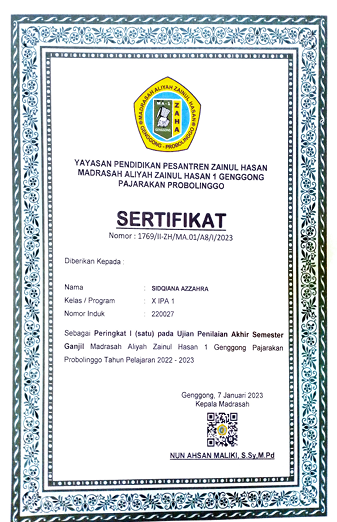 MADRASAH ALIYAH ZAINUL HASAN 1
ZAHA
GENGGONG - PROBOLINGGO
YAYASAN PENDIDIKAN PESANTREN ZAINUL HASAN
MADRASAH ALIYAH ZAINUL HASAN 1 GENGGONG
PAJARAKAN PROBOLINGGO
SERTIFIKAT
Nomor : 1769/II-ZH/MA.01/A8/I/2023
Diberikan Kepada :
Nama : SIDQIANA AZZAHRA
Kelas / Program : X IPA 1
Nomor Induk : 220027
Sebagai Peringkat I (satu) pada Ujian Penilaian Akhir Semester
Ganjil Madrasah Aliyah Zainul Hasan 1 Genggong Pajarakan
Probolinggo Tahun Pelajaran 2022 - 2023
Genggong, 7 Januari 2023
Kepala Madrasah
NUN AHSAN MALIKI, S.Sy,M.Pd